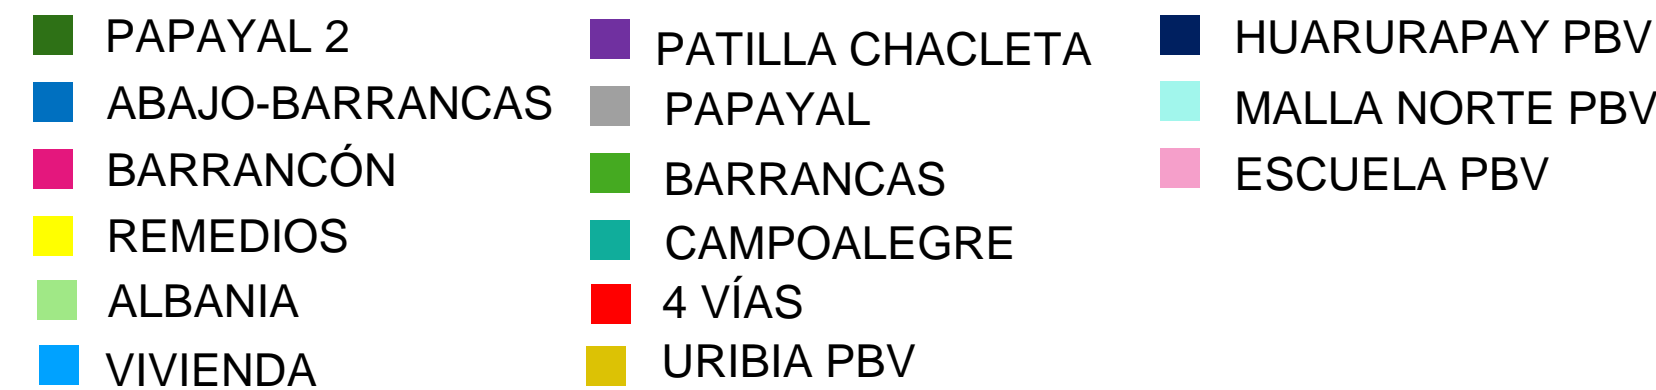 PAPAYAL 2
ABAJO-BARRANCAS
BARRANCÓN
REMEDIOS
ALBANIA
VIVIENDA
PATILLA CHACLETA
PAPAYAL
BARRANCAS
CAMPOALEGRE
4 VÍAS
URIBIA PBV
HUARURAPAY PBV
MALLA NORTE PBV
ESCUELA PBV